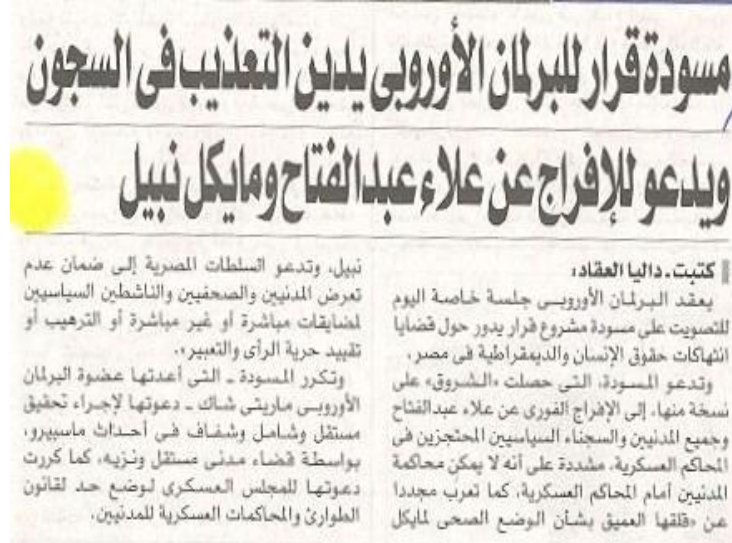 مسودة قرار للبرلمان الأوروبى يدين التعذيب فى السجون
ويدعو للإفراج عن علاء عبدالفتاح ومايكل نبيل
كتبت ـ داليا العقاد:
يعقد البرلمان الأوروبى جلسة خاصة اليوم
للتصويت على مسودة مشروع قرار يدور حول قضايا
انتهاكات حقوق الإنسان والديمقراطية فى مصر.
وتدعو المسودة، التى حصلت «الشروق» على
نسخة منها، إلى الإفراج الفورى عن علاء عبدالفتاح
وجميع المدنيين والسجناء السياسيين المحتجزين فى
المحاكم العسكرية، مشددة على أنه لا يمكن محاكمة
المدنيين أمام المحاكم العسكرية، كما تعرب مجددا
عن «قلقها العميق بشأن الوضع الصحى لمايكل
نبيل، وتدعو السلطات المصرية إلى ضمان عدم
تعرض المدنيين والصحفيين والناشطين السياسيين
لمضايقات مباشرة أو غير مباشرة أو الترهيب أو
تقييد حرية الرأى والتعبير».
وتكرر المسودة ـ التى أعدتها عضوة البرلمان
الأوروبى ماريتى شاك ـ دعوتها لإجراء تحقيق
مستقل وشامل وشفاف فى أحداث ماسبيرو،
بواسطة قضاء مدنى مستقل ونزيه، كما كررت
دعوتها للمجلس العسكرى لوضع حد لقانون
الطوارئ والمحاكمات العسكرية للمدنيين.